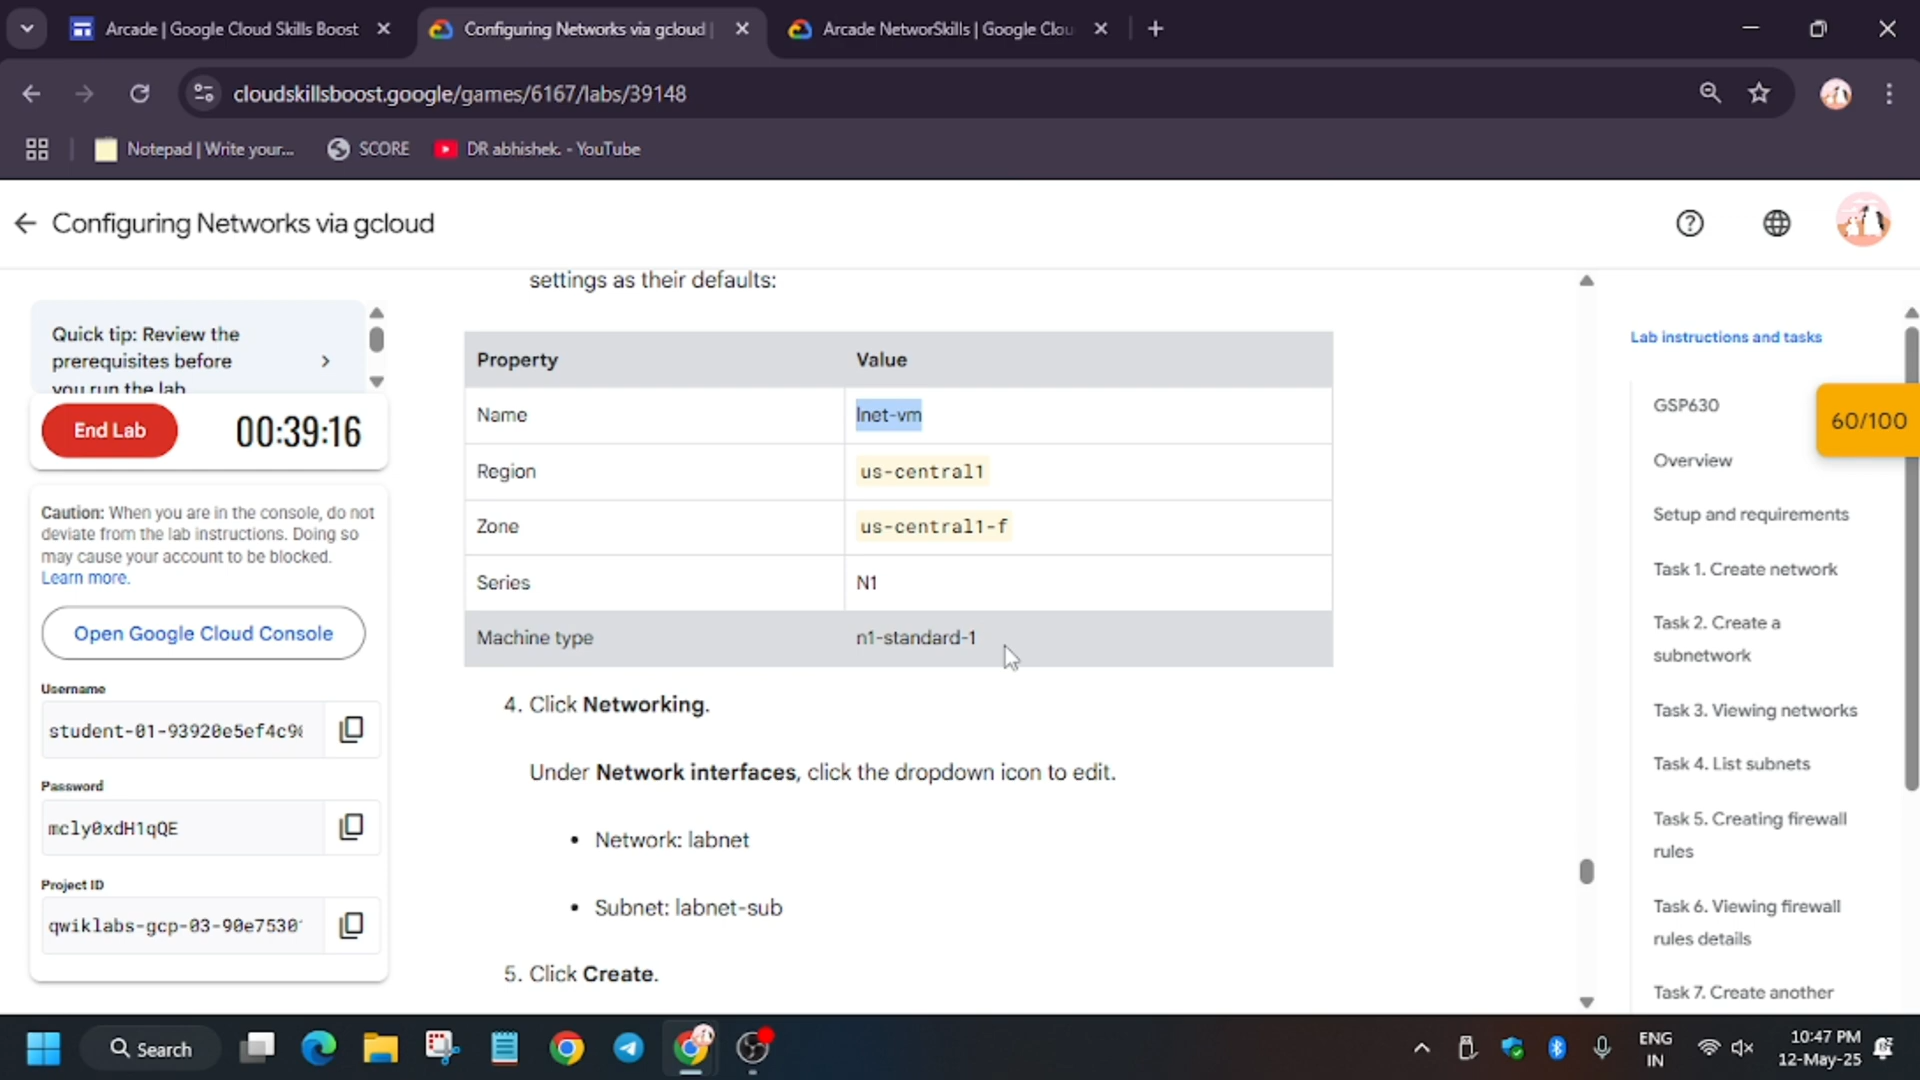 Arcade | Google Cloud Skills Boost
Configuring Networks via gcloud |
Arcade NetworSkills | Google Clou
cloudskillsboost.google/games/6167/labs/39148
Notepad | Write your...
SCORE
DR abhishek. - YouTube
Configuring Networks via gcloud
Quick tip: Review the
prerequisites before
you run the lab
End Lab
00:39:16
Caution: When you are in the console, do not
deviate from the lab instructions. Doing so
may cause your account to be blocked.
Learn more.
Open Google Cloud Console
Username
student-01-93920e5ef4c9
Password
mcly0xdH1qQE
Project ID
qwiklabs-gcp-03-90e7530
settings as their defaults:
Property Value
Name lnet-vm
Region us-central1
Zone us-central1-f
Series N1
Machine type n1-standard-1
4. Click Networking.
Under Network interfaces, click the dropdown icon to edit.
• Network: labnet
• Subnet: labnet-sub
5. Click Create.
Lab instructions and tasks
GSP630
60/100
Overview
Setup and requirements
Task 1. Create network
Task 2. Create a
subnetwork
Task 3. Viewing networks
Task 4. List subnets
Task 5. Creating firewall
rules
Task 6. Viewing firewall
rules details
Task 7. Create another
Search
ENG
IN
10:47 PM
12-May-25